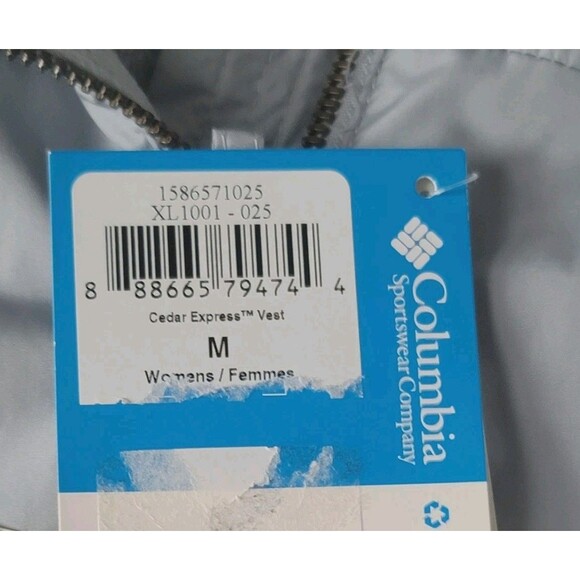 1586571025
XL1001 - 025
8 88665 79474 4
Cedar Express™ Vest
M
Womens / Femmes
Columbia
Sportswear Company